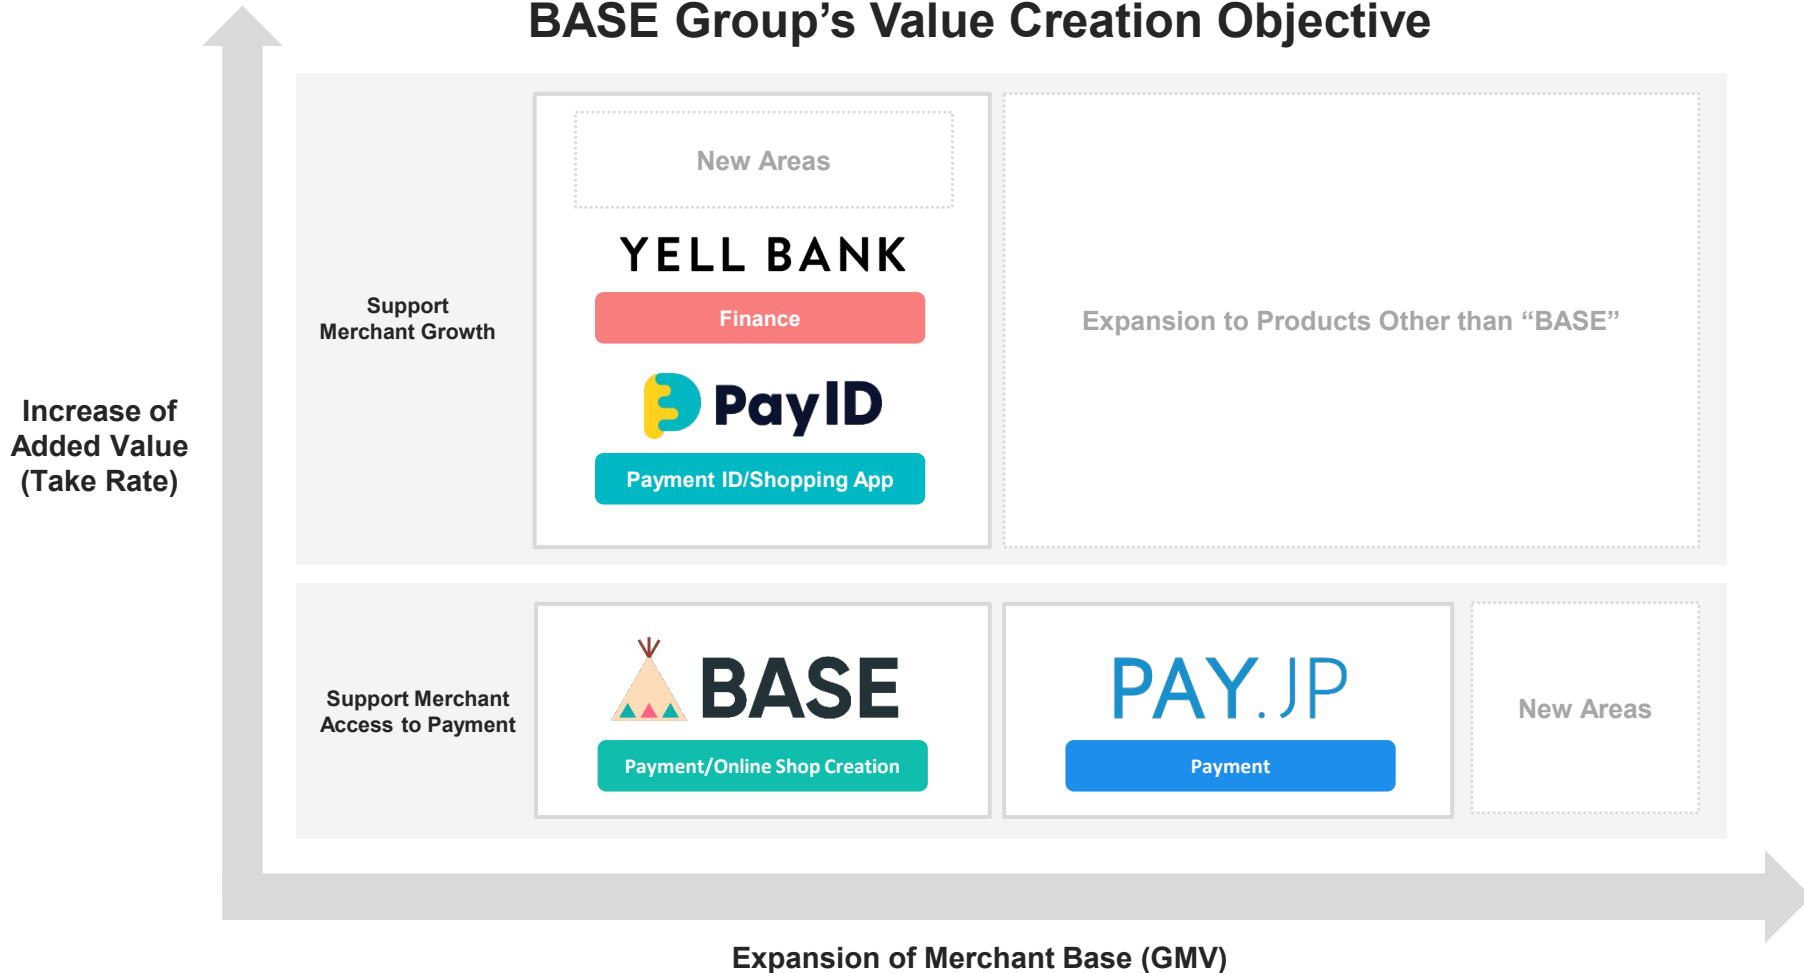 BASE Group’s Value Creation Objective
New Areas
YELL BANK
Finance
Support
Merchant Growth
Expansion to Products Other than “BASE”
PayID
Payment ID/Shopping App
Increase of
Added Value
(Take Rate)
Support Merchant
Access to Payment
BASE
Payment/Online Shop Creation
PAY.JP
Payment
New Areas
Expansion of Merchant Base (GMV)